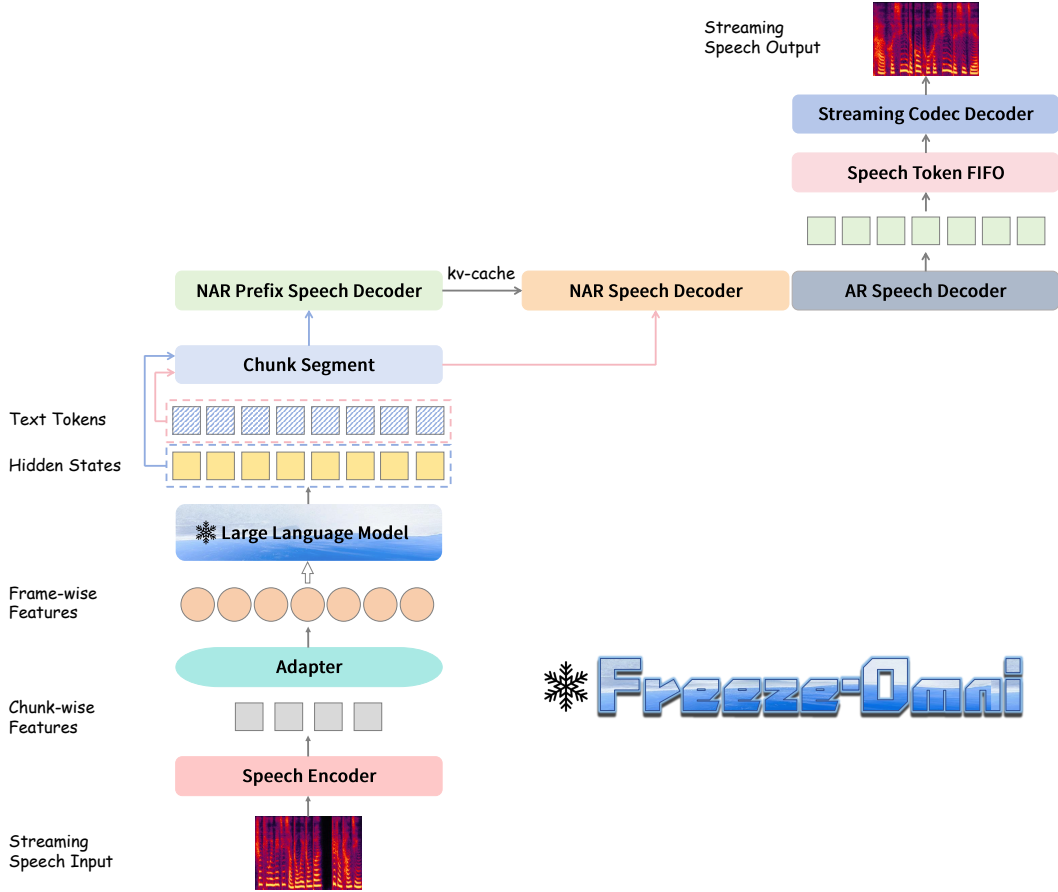 Streaming
Speech Output
Streaming Codec Decoder
Speech Token FIFO
NAR Prefix Speech Decoder
kv-cache
NAR Speech Decoder
AR Speech Decoder
Chunk Segment
Text Tokens
Hidden States
Large Language Model
Frame-wise
Features
Adapter
Freeze-Omni
Chunk-wise
Features
Speech Encoder
Streaming
Speech Input